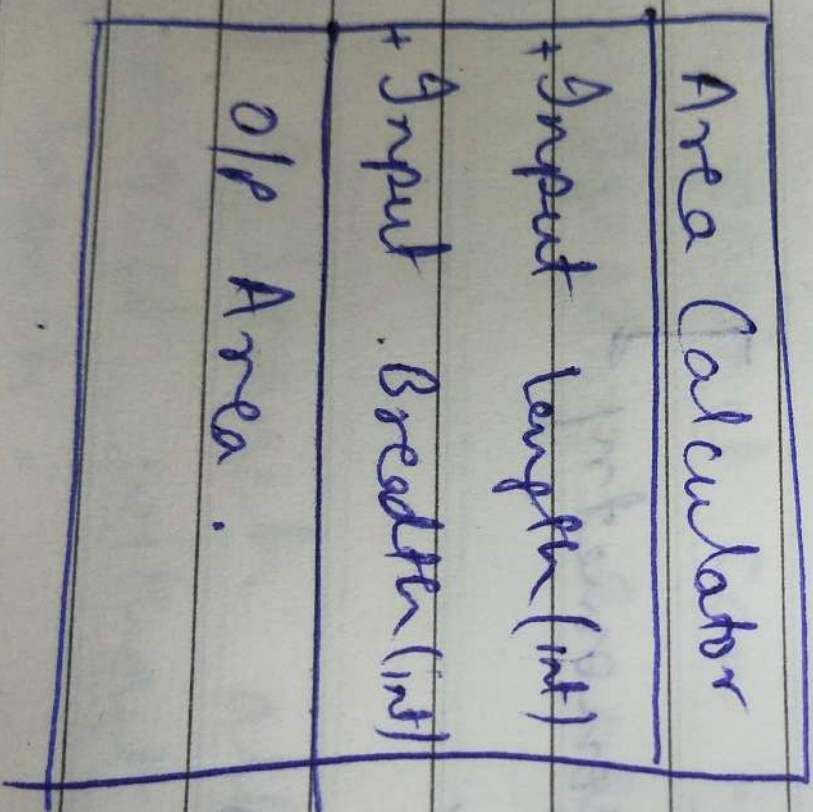 Area Calculator
+ Input length (int)
+ Input Breadth (int)
O/P Area.